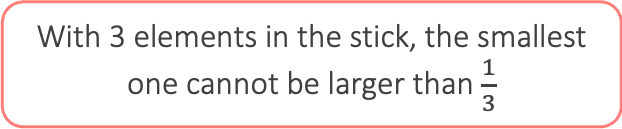 With 3 elements in the stick, the smallest
one cannot be larger than 1/3